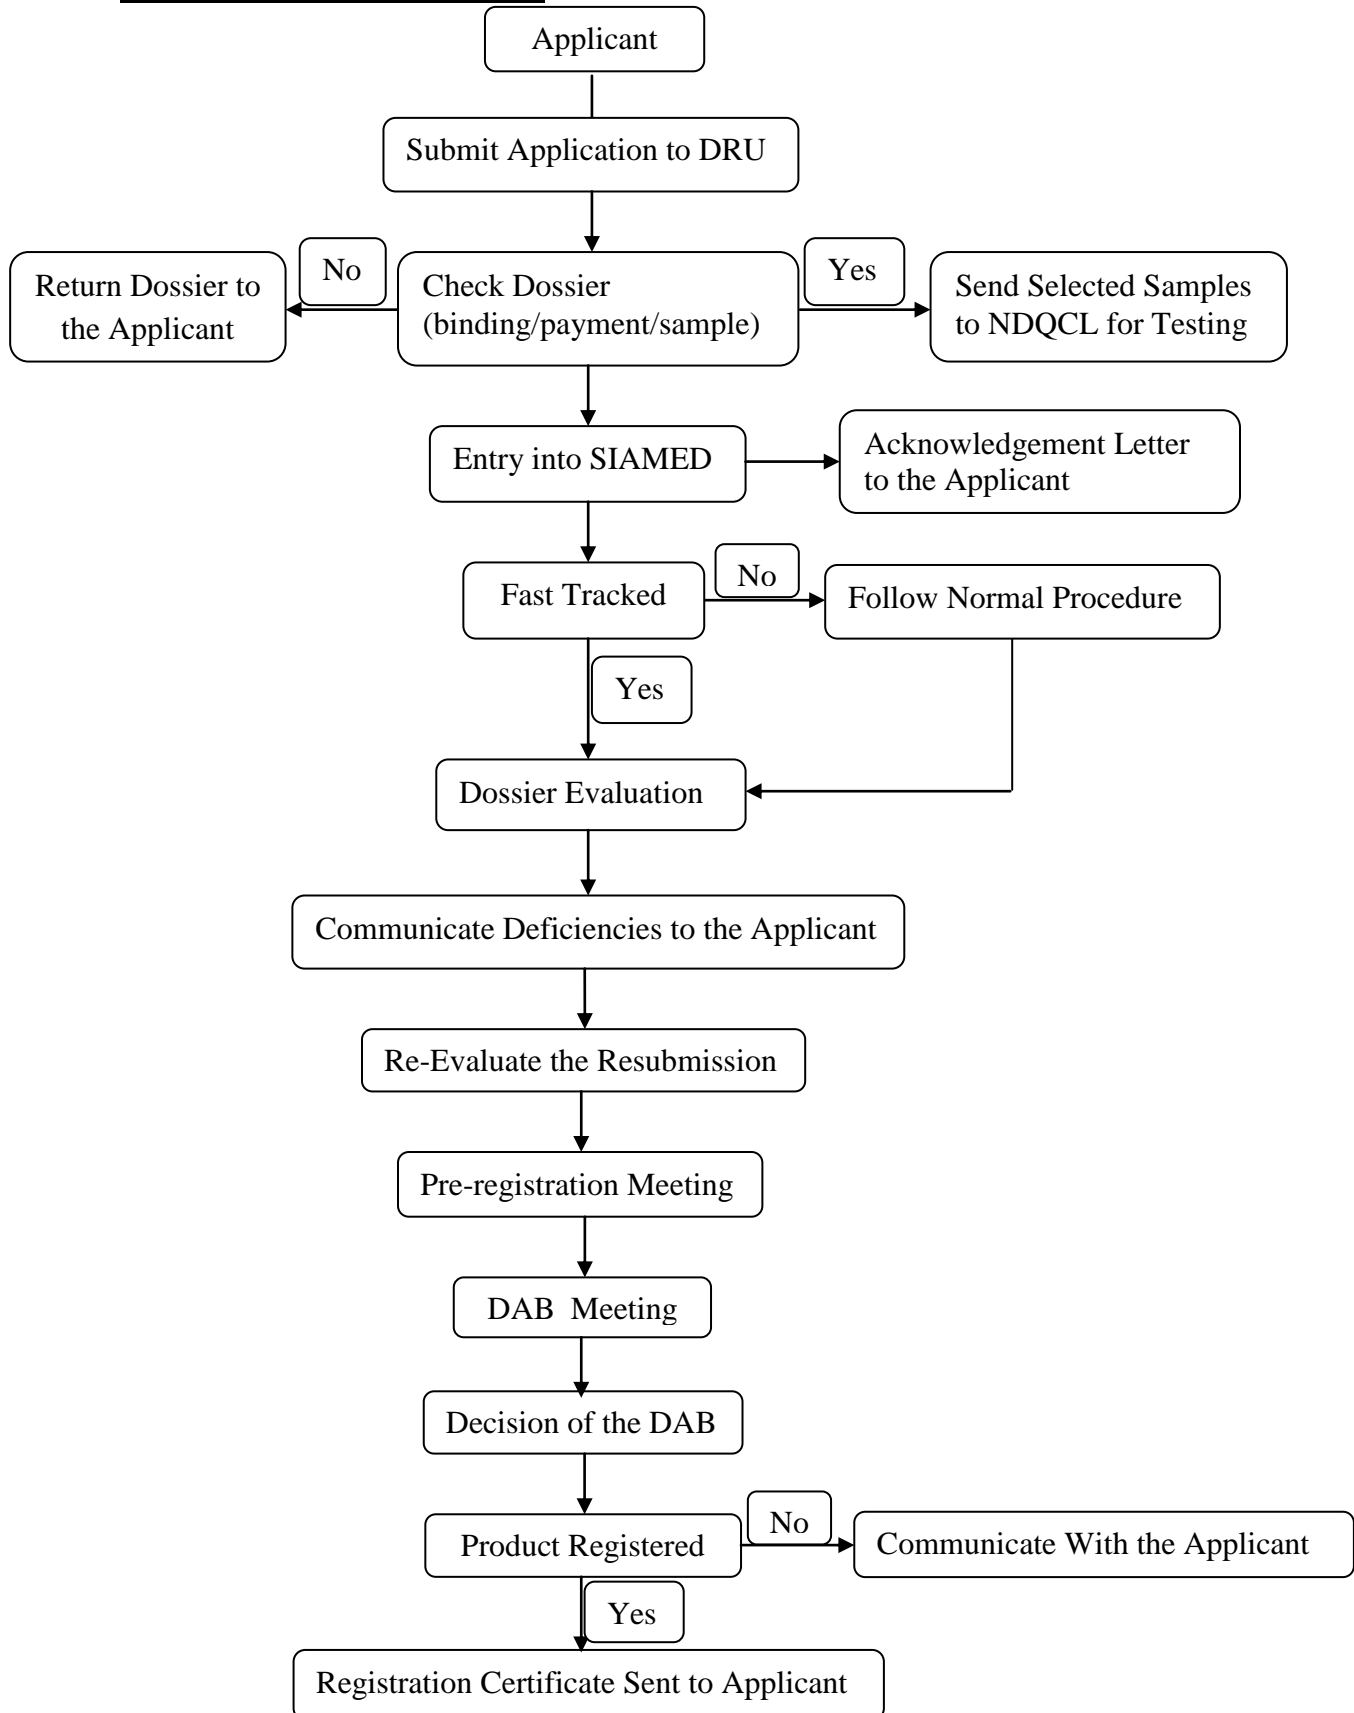 Applicant
Submit Application to DRU
No
Yes
Return Dossier to
the Applicant
Check Dossier
(binding/payment/sample)
Send Selected Samples
to NDQCL for Testing
Entry into SIAMED
Acknowledgement Letter
to the Applicant
Fast Tracked
No
Follow Normal Procedure
Yes
Dossier Evaluation
Communicate Deficiencies to the Applicant
Re-Evaluate the Resubmission
Pre-registration Meeting
DAB Meeting
Decision of the DAB
Product Registered
No
Communicate With the Applicant
Yes
Registration Certificate Sent to Applicant